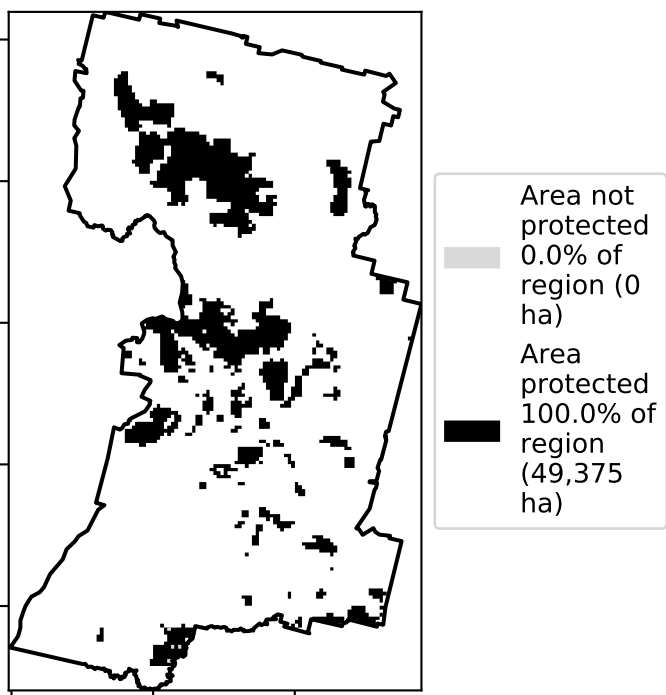 Area not
protected
0.0% of
region (0
ha)
Area
protected
100.0% of
region
(49,375
ha)